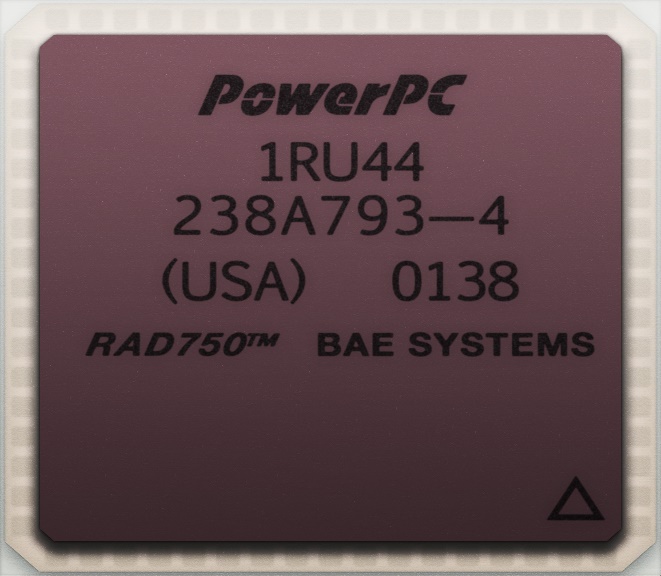 PowerPC
1RU44
238A793—4
(USA) 0138
RAD750™ BAE SYSTEMS